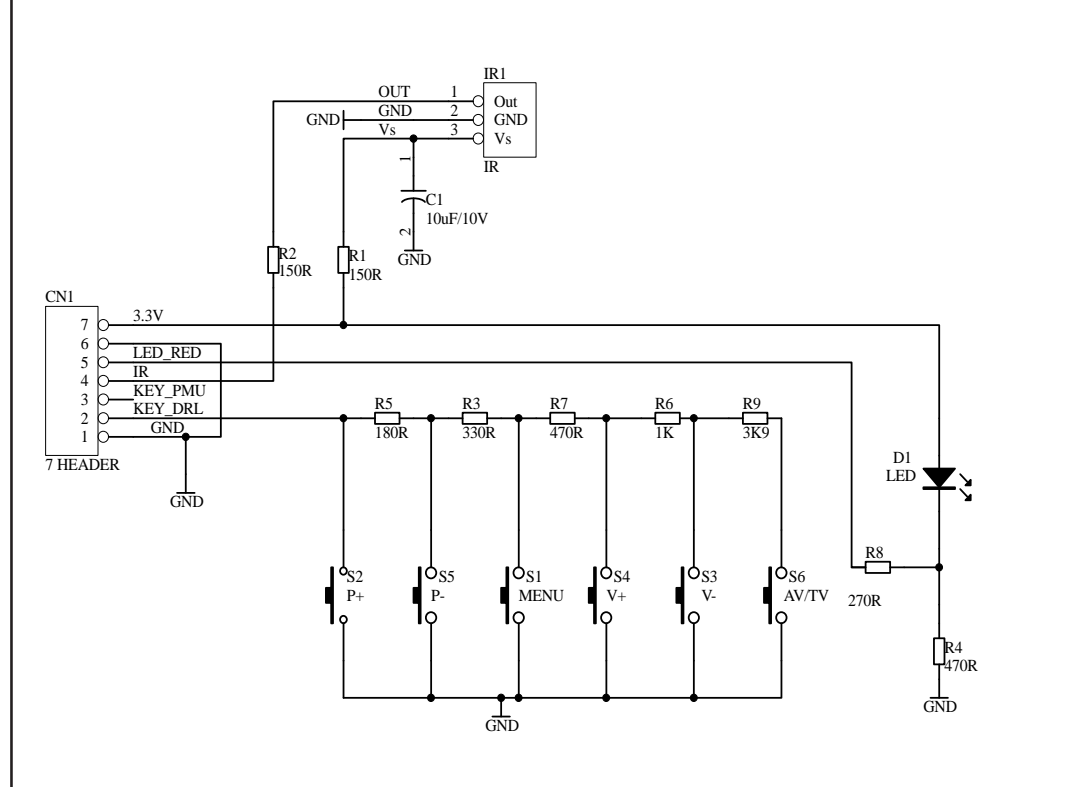 IR1
OUT 1 Out
GND GND 2 GND
Vs 3 Vs
IR
1
C1
10uF/10V
2
GND
R2
150R
R1
150R
CN1
7 3.3V
6
5 LED_RED
4 IR
3 KEY_PMU
2 KEY_DRL
1 GND
7 HEADER
GND
R5 R3 R7 R6 R9
180R 330R 470R 1K 3K9
D1
LED
S2 S5 S1 S4 S3 S6
P+ P- MENU V+ V- AV/TV
R8
270R
R4
470R
GND
GND